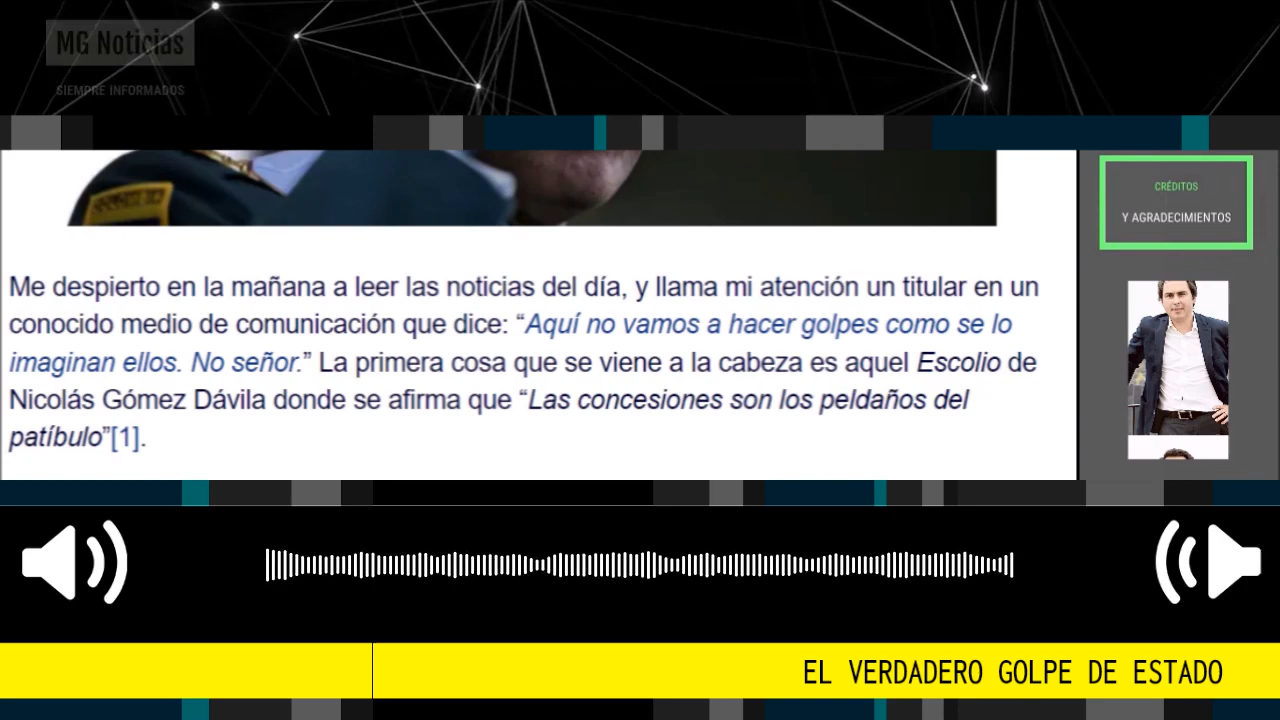 MG Noticias
SIEMPRE INFORMADOS
CRÉDITOS
Y AGRADECIMIENTOS
Me despierto en la mañana a leer las noticias del día, y llama mi atención un titular en un
conocido medio de comunicación que dice: “Aquí no vamos a hacer golpes como se lo
imaginan ellos. No señor.” La primera cosa que se viene a la cabeza es aquel Escolio de
Nicolás Gómez Dávila donde se afirma que “Las concesiones son los peldaños del
patíbulo”[1].
EL VERDADERO GOLPE DE ESTADO